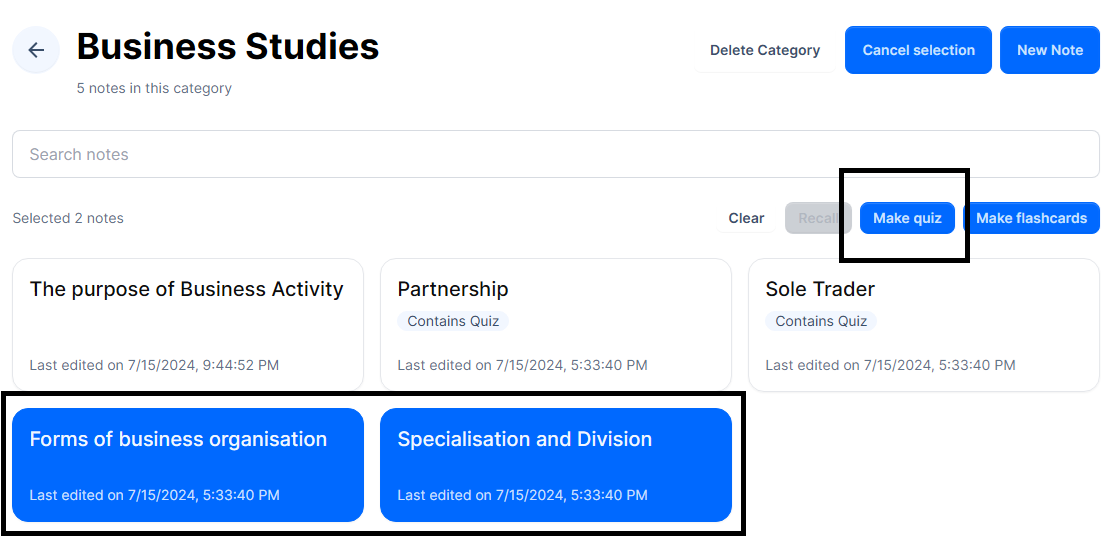 Business Studies
Delete Category
Cancel selection
New Note
5 notes in this category
Search notes
Selected 2 notes
Clear
Recall
Make quiz
Make flashcards
The purpose of Business Activity
Last edited on 7/15/2024, 9:44:52 PM
Partnership
Contains Quiz
Last edited on 7/15/2024, 5:33:40 PM
Sole Trader
Contains Quiz
Last edited on 7/15/2024, 5:33:40 PM
Forms of business organisation
Last edited on 7/15/2024, 5:33:40 PM
Specialisation and Division
Last edited on 7/15/2024, 5:33:40 PM